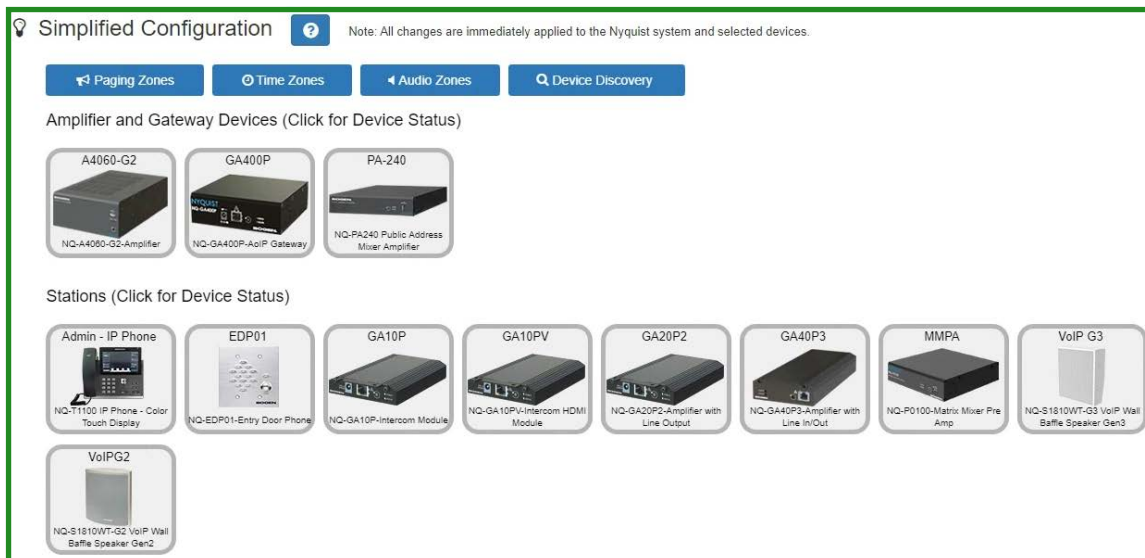 Simplified Configuration ? Note: All changes are immediately applied to the Nyquist system and selected devices.
Paging Zones Time Zones Audio Zones Device Discovery
Amplifier and Gateway Devices (Click for Device Status)
A4060-G2 GA400P PA-240
NYQUIST
NQ-GA400P
BOGEN
NQ-A4060-G2-Amplifier NQ-GA400P-AoIP Gateway NQ-PA240 Public Address
Mixer Amplifier
Stations (Click for Device Status)
Admin - IP Phone EDP01 GA10P GA10PV GA20P2 GA40P3 MMPA VoIP G3
NQ-T1100 IP Phone - Color NQ-EDP01-Entry Door Phone NQ-GA10P-Intercom Module NQ-GA10PV-Intercom HDMI NQ-GA20P2-Amplifier with NQ-GA40P3-Amplifier with NQ-P0100-Matrix Mixer Pre NQ-S1810WT-G3 VoIP Wall
Touch Display Module Line Output Line In/Out Amp Baffle Speaker Gen3
VoIPG2
NQ-S1810WT-G2 VoIP Wall
Baffle Speaker Gen2